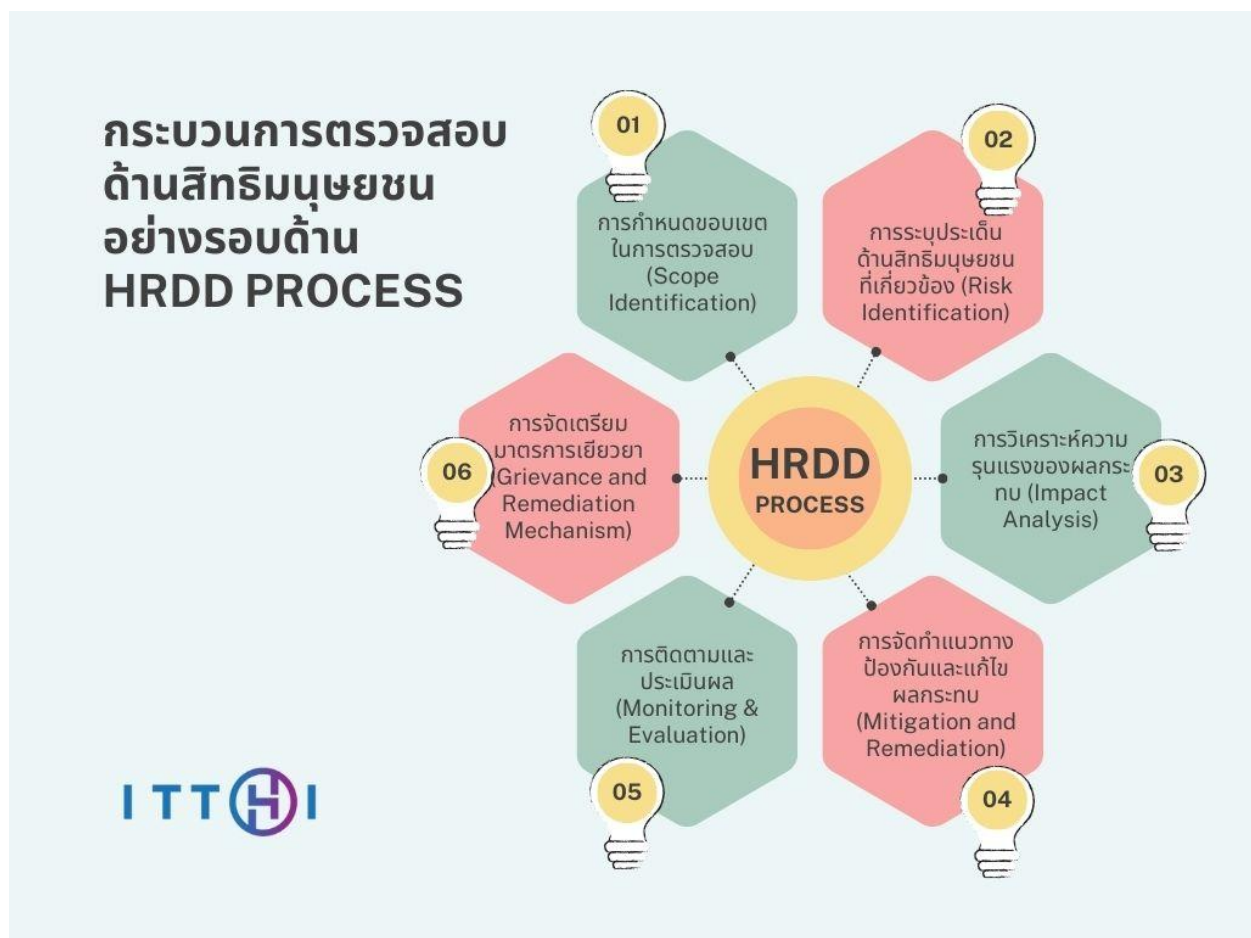 กระบวนการตรวจสอบ
ด้านสิทธิมนุษยชน
อย่างรอบด้าน
HRDD PROCESS
01
การกำหนดขอบเขต
ในการตรวจสอบ
(Scope
Identification)
02
การระบุประเด็น
ด้านสิทธิมนุษยชน
ที่เกี่ยวข้อง (Risk
Identification)
03
การวิเคราะห์ความ
รุนแรงของผลกระ
ทบ (Impact
Analysis)
04
การจัดทำแนวทาง
ป้องกันและแก้ไข
ผลกระทบ
(Mitigation and
Remediation)
05
การติดตามและ
ประเมินผล
(Monitoring &
Evaluation)
06
การจัดเตรียม
มาตรการเยียวยา
(Grievance and
Remediation
Mechanism)
HRDD
PROCESS
ITTHI